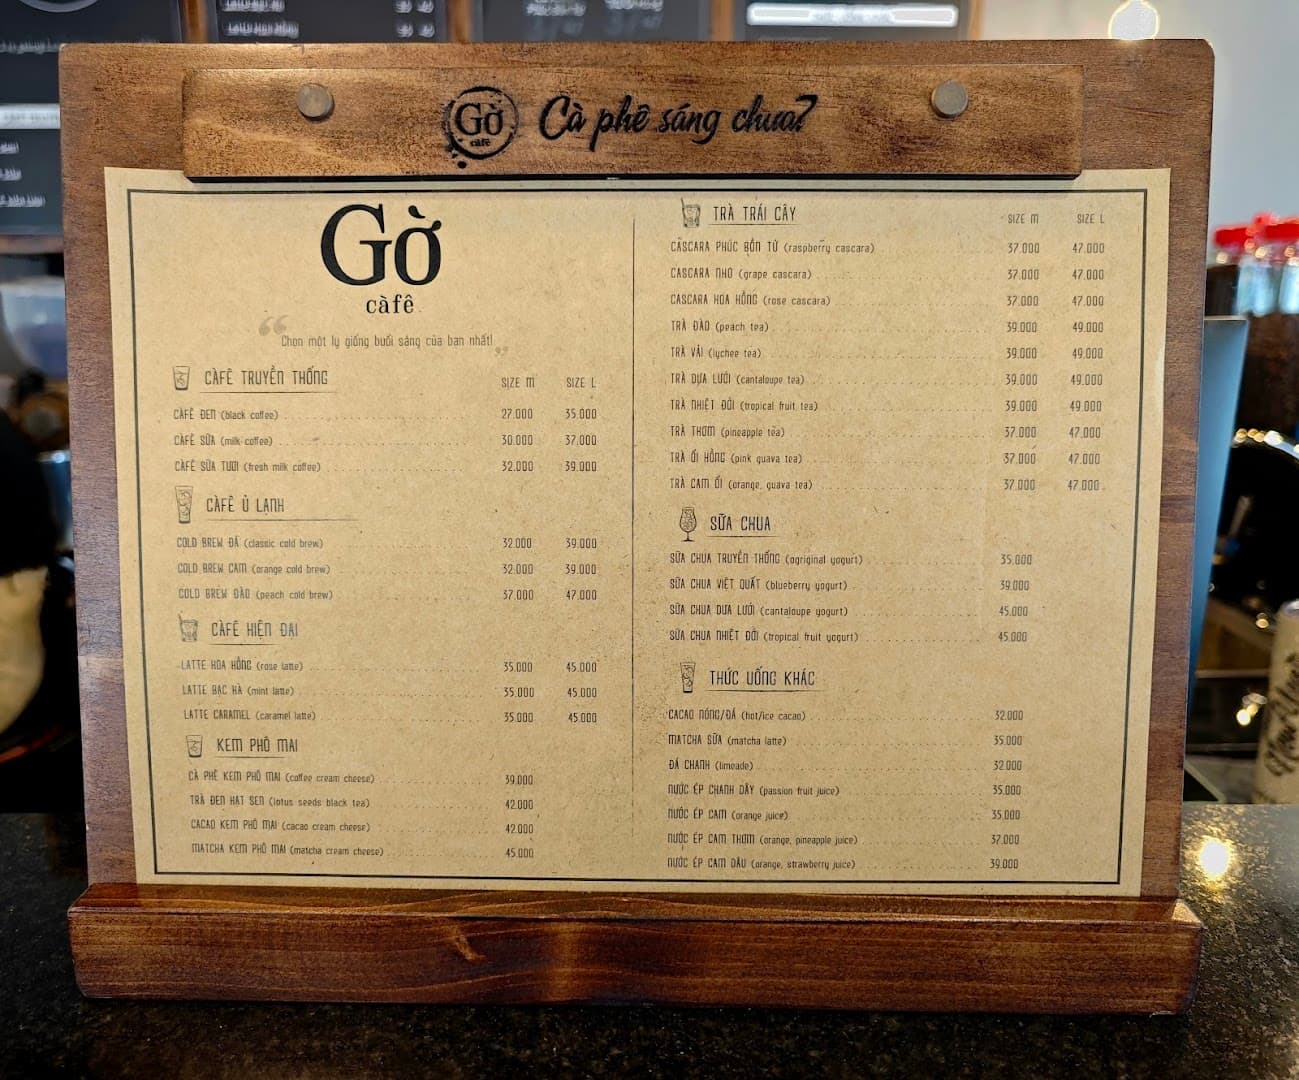 Gờ
càfê
Cà phê sáng chưa?
Gờ
càfê
“ Chọn một ly giống buổi sáng của bạn nhất! ”
CÀFÊ TRUYỀN THỐNG SIZE M SIZE L
CÀFÊ ĐEN (black coffee) 27.000 35.000
CÀFÊ SỮA (milk coffee) 30.000 37.000
CÀFÊ SỮA TƯƠI (fresh milk coffee) 32.000 39.000
CÀFÊ Ủ LẠNH
COLD BREW ĐÁ (classic cold brew) 32.000 39.000
COLD BREW CAM (orange cold brew) 32.000 39.000
COLD BREW ĐÀO (peach cold brew) 37.000 47.000
CÀFÊ HIỆN ĐẠI
LATTE HOA HỒNG (rose latte) 35.000 45.000
LATTE BẠC HÀ (mint latte) 35.000 45.000
LATTE CARAMEL (caramel latte) 35.000 45.000
KEM PHÔ MAI
CÀ PHÊ KEM PHÔ MAI (coffee cream cheese) 39.000
TRÀ ĐEN HẠT SEN (lotus seeds black tea) 42.000
CACAO KEM PHÔ MAI (cacao cream cheese) 42.000
MATCHA KEM PHÔ MAI (matcha cream cheese) 45.000
TRÀ TRÁI CÂY SIZE M SIZE L
CASCARA PHÚC BỒN TỬ (raspberry cascara) 37.000 47.000
CASCARA NHO (grape cascara) 37.000 47.000
CASCARA HOA HỒNG (rose cascara) 37.000 47.000
TRÀ ĐÀO (peach tea) 39.000 49.000
TRÀ VẢI (lychee tea) 39.000 49.000
TRÀ DƯA LƯỚI (cantaloupe tea) 39.000 49.000
TRÀ NHIỆT ĐỚI (tropical fruit tea) 39.000 49.000
TRÀ THƠM (pineapple tea) 37.000 47.000
TRÀ ỔI HỒNG (pink guava tea) 37.000 47.000
TRÀ CAM ỔI (orange, guava tea) 37.000 47.000
SỮA CHUA
SỮA CHUA TRUYỀN THỐNG (ogriginal yogurt) 35.000
SỮA CHUA VIỆT QUẤT (blueberry yogurt) 39.000
SỮA CHUA DƯA LƯỚI (cantaloupe yogurt) 45.000
SỮA CHUA NHIỆT ĐỚI (tropical fruit yogurt) 45.000
THỨC UỐNG KHÁC
CACAO NÓNG/ĐÁ (hot/ice cacao) 32.000
MATCHA SỮA (matcha latte) 35.000
ĐÁ CHANH (limeade) 32.000
NƯỚC ÉP CHANH DÂY (passion fruit juice) 35.000
NƯỚC ÉP CAM (orange juice) 35.000
NƯỚC ÉP CAM THƠM (orange, pineapple juice) 37.000
NƯỚC ÉP CAM DÂU (orange, strawberry juice) 39.000